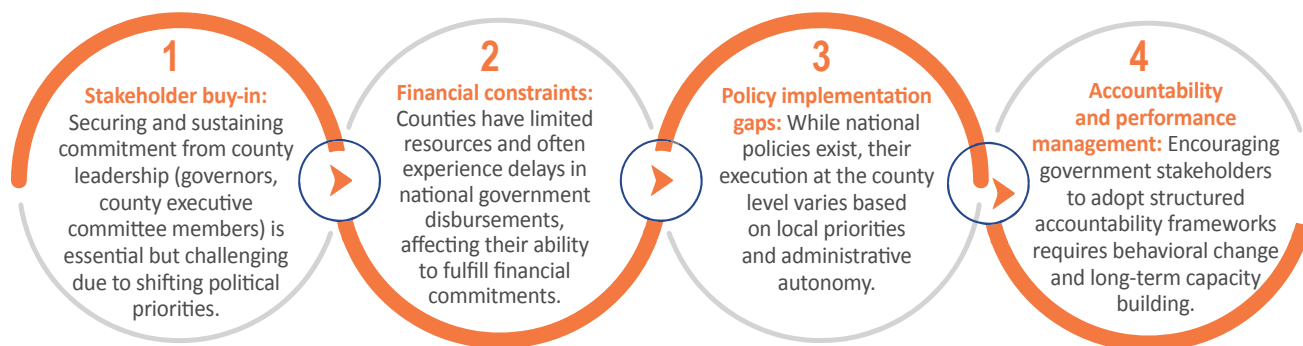 1
Stakeholder buy-in:
Securing and sustaining
commitment from county
leadership (governors,
county executive
committee members) is
essential but challenging
due to shifting political
priorities.
2
Financial constraints:
Counties have limited
resources and often
experience delays in
national government
disbursements,
affecting their ability
to fulfill financial
commitments.
3
Policy implementation
gaps: While national
policies exist, their
execution at the county
level varies based
on local priorities
and administrative
autonomy.
4
Accountability
and performance
management: Encouraging
government stakeholders
to adopt structured
accountability frameworks
requires behavioral change
and long-term capacity
building.